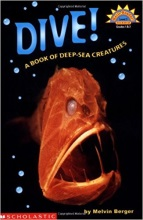 DIVE!
A BOOK OF DEEP-SEA CREATURES
by Melvin Berger
SCHOLASTIC